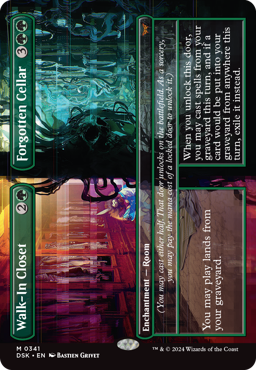 Walk-In Closet
2
You may play lands from
your graveyard.
Forgotten Cellar
3
When you unlock this door,
you may cast spells from your
graveyard this turn, and if a
card would be put into your
graveyard from anywhere this
turn, exile it instead.
Enchantment — Room
(You may cast either half. That door unlocks on the battlefield. As a sorcery,
you may pay the mana cost of a locked door to unlock it.)
M 0341
DSK • EN BASTIEN GRIVET
™ & © 2024 Wizards of the Coast